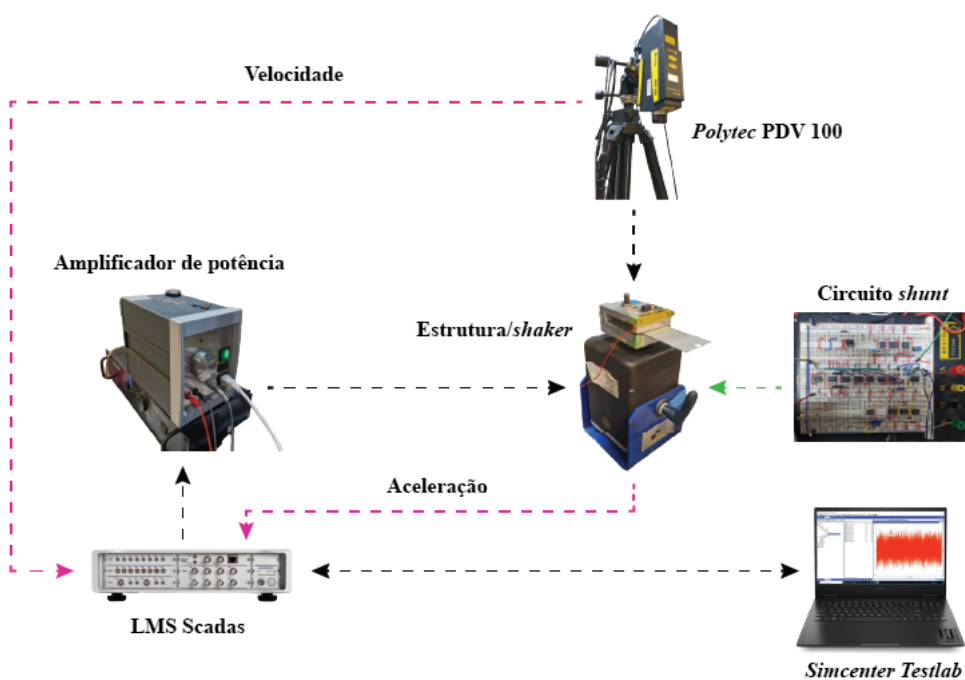 Velocidade
Polytec PDV 100
Amplificador de potência
Estrutura/shaker
Circuito shunt
Aceleração
LMS Scadas
Simcenter Testlab